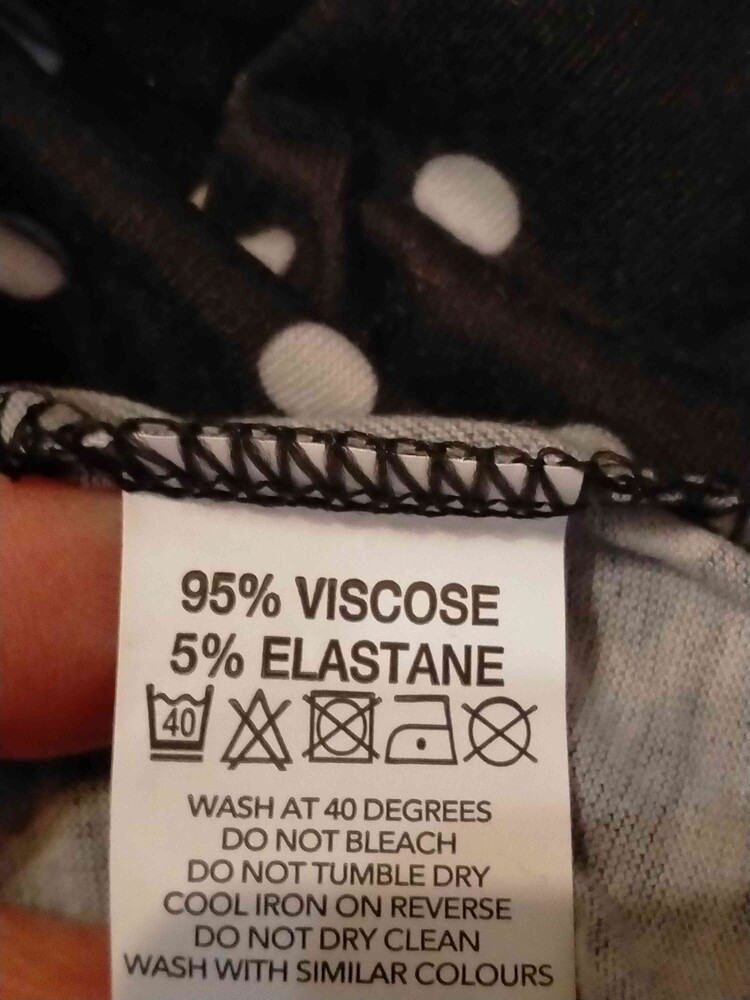 95% VISCOSE
5% ELASTANE
40
WASH AT 40 DEGREES
DO NOT BLEACH
DO NOT TUMBLE DRY
COOL IRON ON REVERSE
DO NOT DRY CLEAN
WASH WITH SIMILAR COLOURS